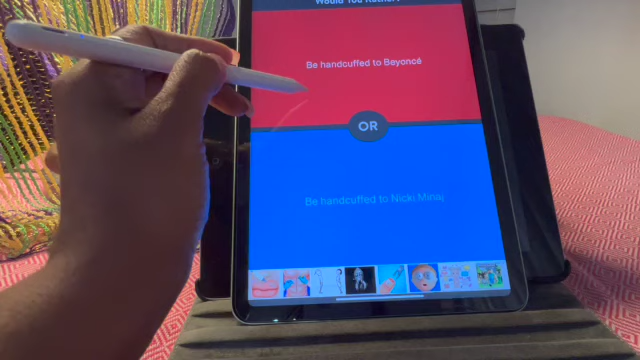 Would You Rather?
Be handcuffed to Beyoncé
OR
Be handcuffed to Nicki Minaj